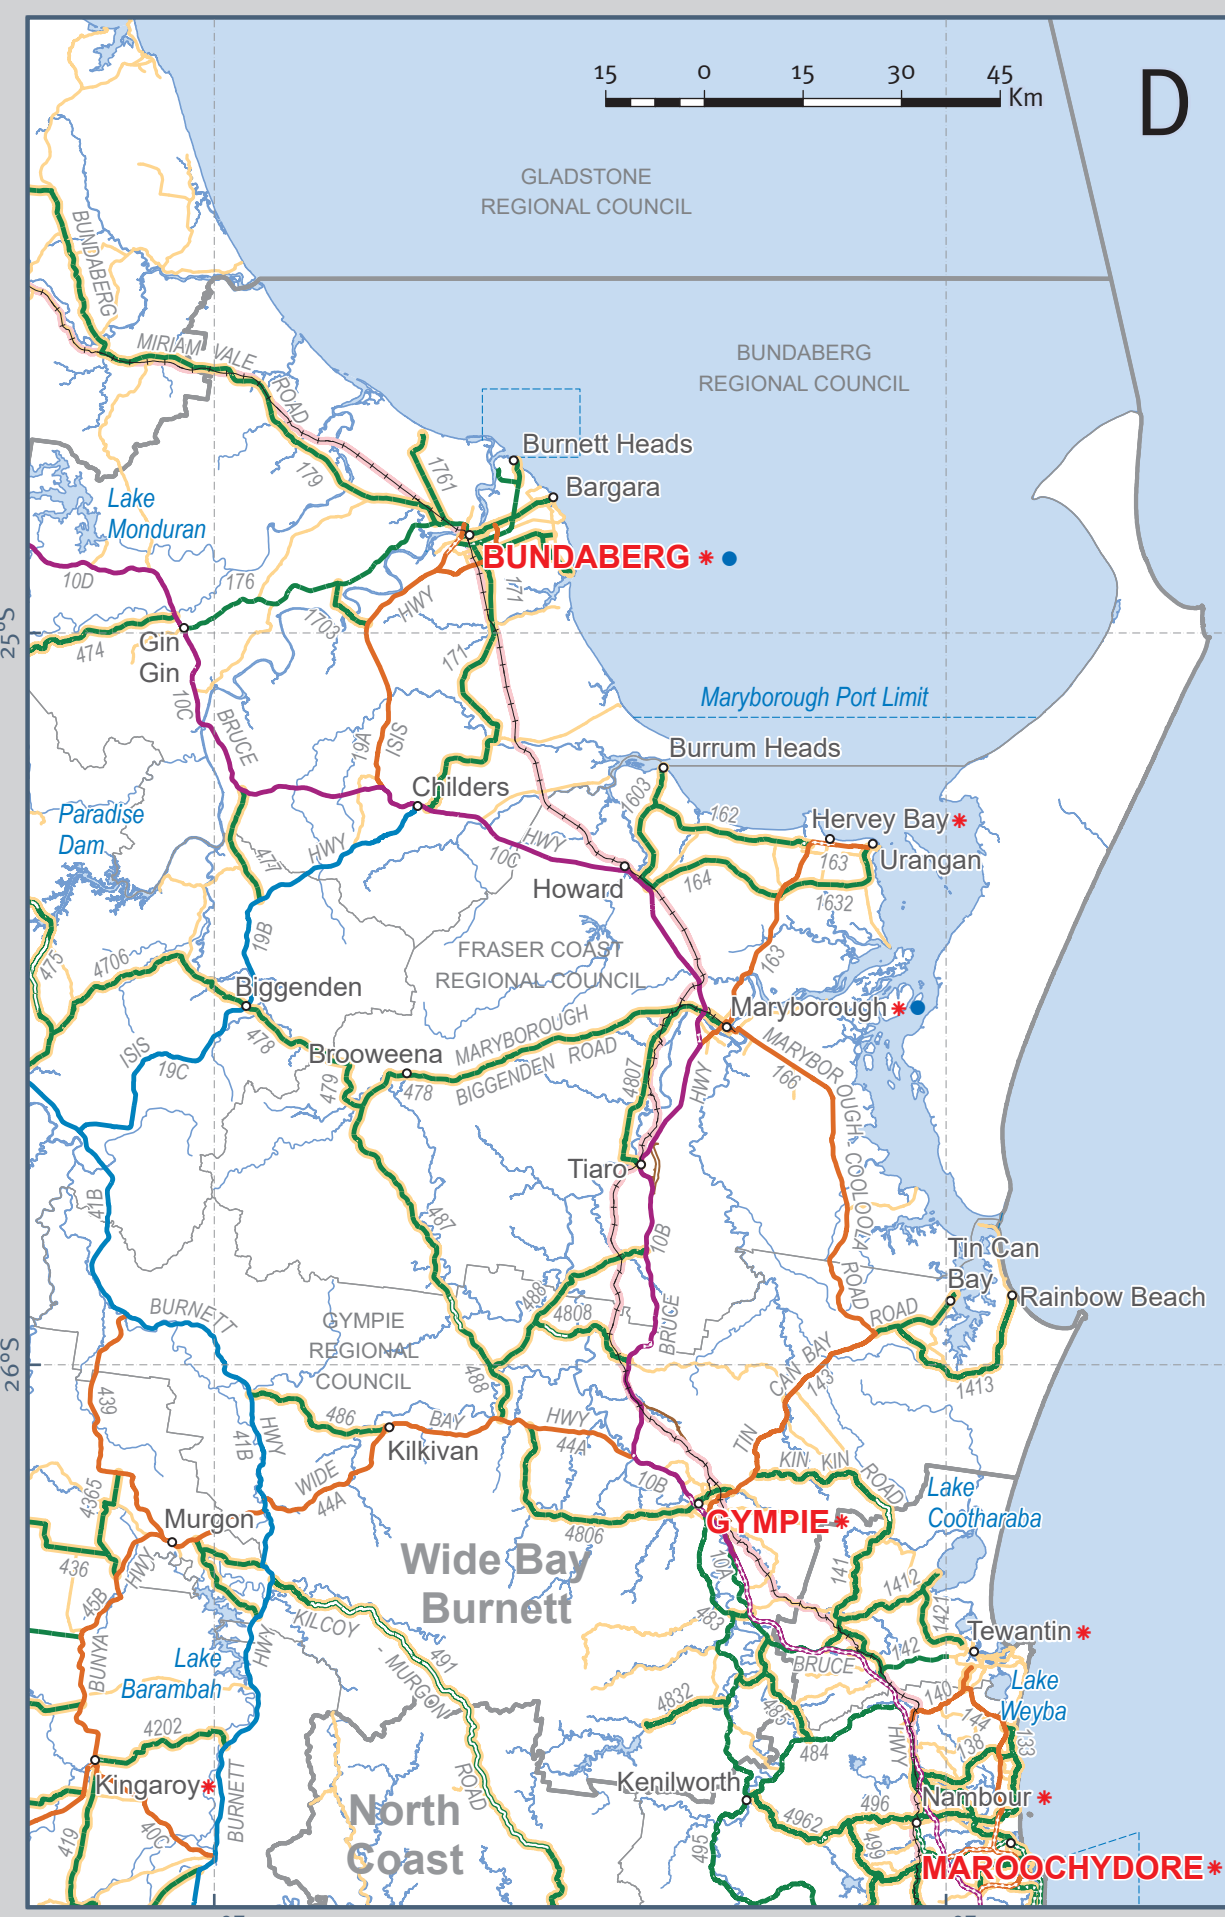 15 0 15 30 45
Km
D
GLADSTONE
REGIONAL COUNCIL
BUNDABERG
MIRIAM VALE
ROAD
BUNDABERG
REGIONAL COUNCIL
Burnett Heads
Bargara
1761
179
Lake
Monduran
BUNDABERG
10D
176
HWY
171
1703
25°S
474
Gin
Gin
171
10C
BRUCE
19A
ISIS
Maryborough Port Limit
Burrum Heads
Childers
1603
162
Hervey Bay
Paradise
Dam
HWY
HWY
10C
477
163
Urangan
Howard
164
1632
19B
FRASER COAST
REGIONAL COUNCIL
475
4706
163
Biggenden
Maryborough
478
ISIS
19C
Brooweena
MARYBOROUGH
BIGGENDEN ROAD
479
478
4807
HWY
MARYBOROUGH COOLOOLA ROAD
166
Tiaro
41B
487
10B
Tin Can
Bay
Rainbow Beach
BURNETT
GYMPIE
REGIONAL
COUNCIL
488
4808
BRUCE
ROAD
26°S
CAN BAY
143
1413
439
488
486
BAY
HWY
44A
Kilkivan
TIN
HWY
41B
WIDE
44A
10B
KIN KIN
ROAD
Lake
Cootharaba
4365
Murgon
GYMPIE
4806
436
HWY
45B
Wide Bay
Burnett
10A
141
1412
1421
483
KILCOY
- MURGON
491
ROAD
HWY
Tewantin
142
BRUCE
BUNYA
Lake
Barambah
Lake
Weyba
4832
485
140
144
4202
484
HWY
138
133
Kingaroy
BURNETT
Kenilworth
Nambour
North
Coast
4962
496
419
40C
495
499
MAROOCHYDORE